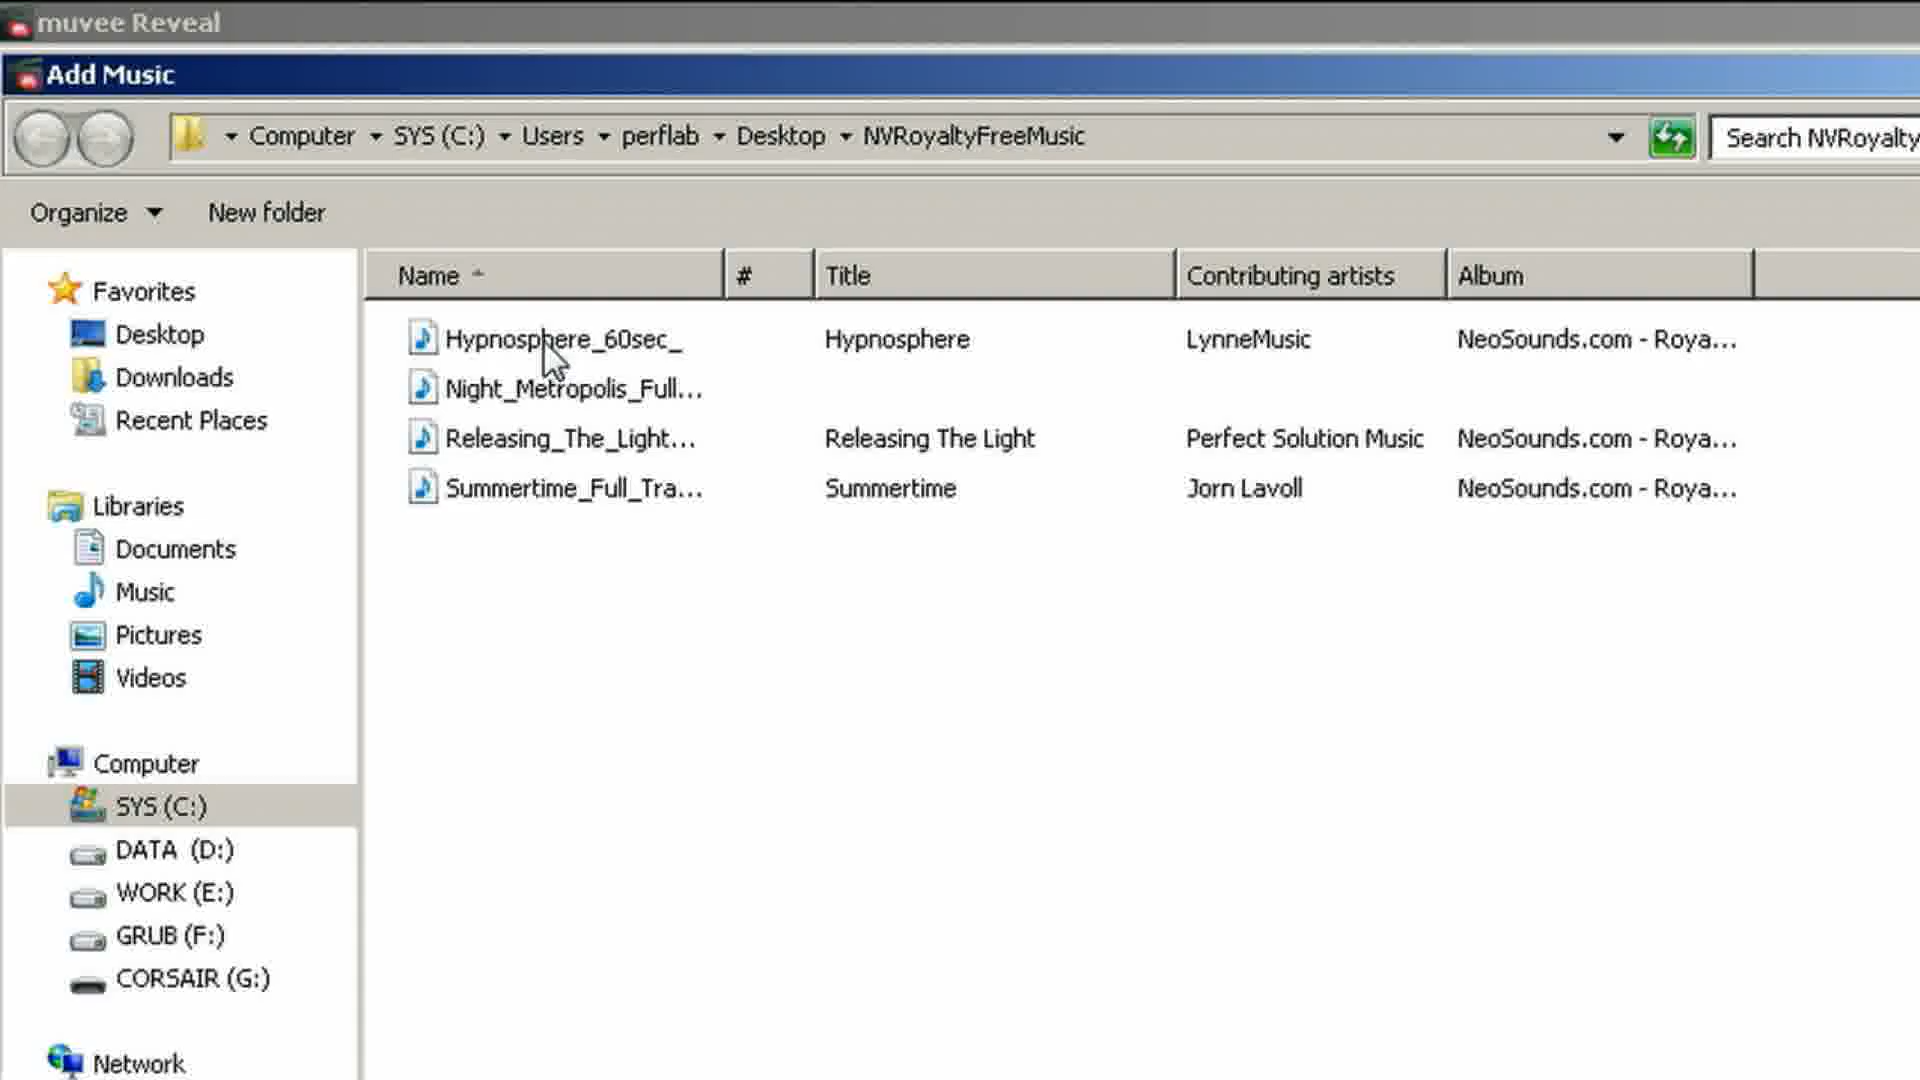 muvee Reveal
Add Music
Computer SYS (C:) Users perflab Desktop NVRoyaltyFreeMusic Search NVRoyalty
Organize New folder
Name # Title Contributing artists Album
Favorites
Desktop
Downloads
Recent Places
Libraries
Documents
Music
Pictures
Videos
Computer
SYS (C:)
DATA (D:)
WORK (E:)
GRUB (F:)
CORSAIR (G:)
Network
Hypnosphere_60sec_ Hypnosphere LynneMusic NeoSounds.com - Roya...
Night_Metropolis_Full...
Releasing_The_Light... Releasing The Light Perfect Solution Music NeoSounds.com - Roya...
Summertime_Full_Tra... Summertime Jorn Lavoll NeoSounds.com - Roya...